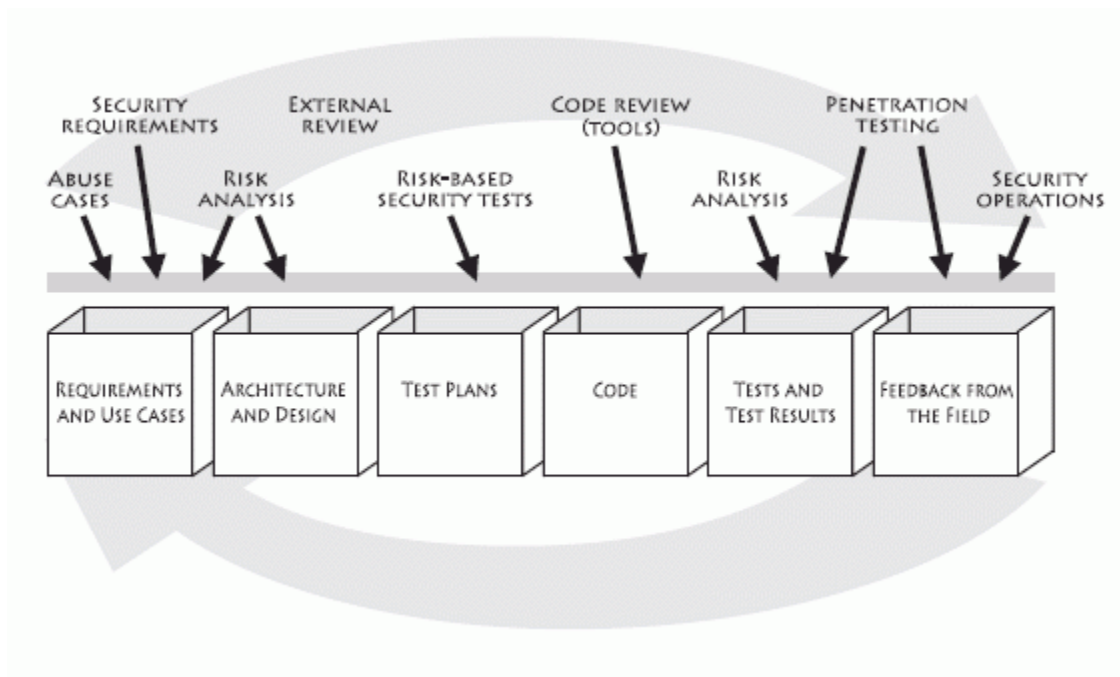 SECURITY
REQUIREMENTS
EXTERNAL
REVIEW
CODE REVIEW
(TOOLS)
PENETRATION
TESTING
ABUSE
CASES
RISK
ANALYSIS
RISK-BASED
SECURITY TESTS
RISK
ANALYSIS
SECURITY
OPERATIONS
REQUIREMENTS
AND USE CASES
ARCHITECTURE
AND DESIGN
TEST PLANS
CODE
TESTS AND
TEST RESULTS
FEEDBACK FROM
THE FIELD